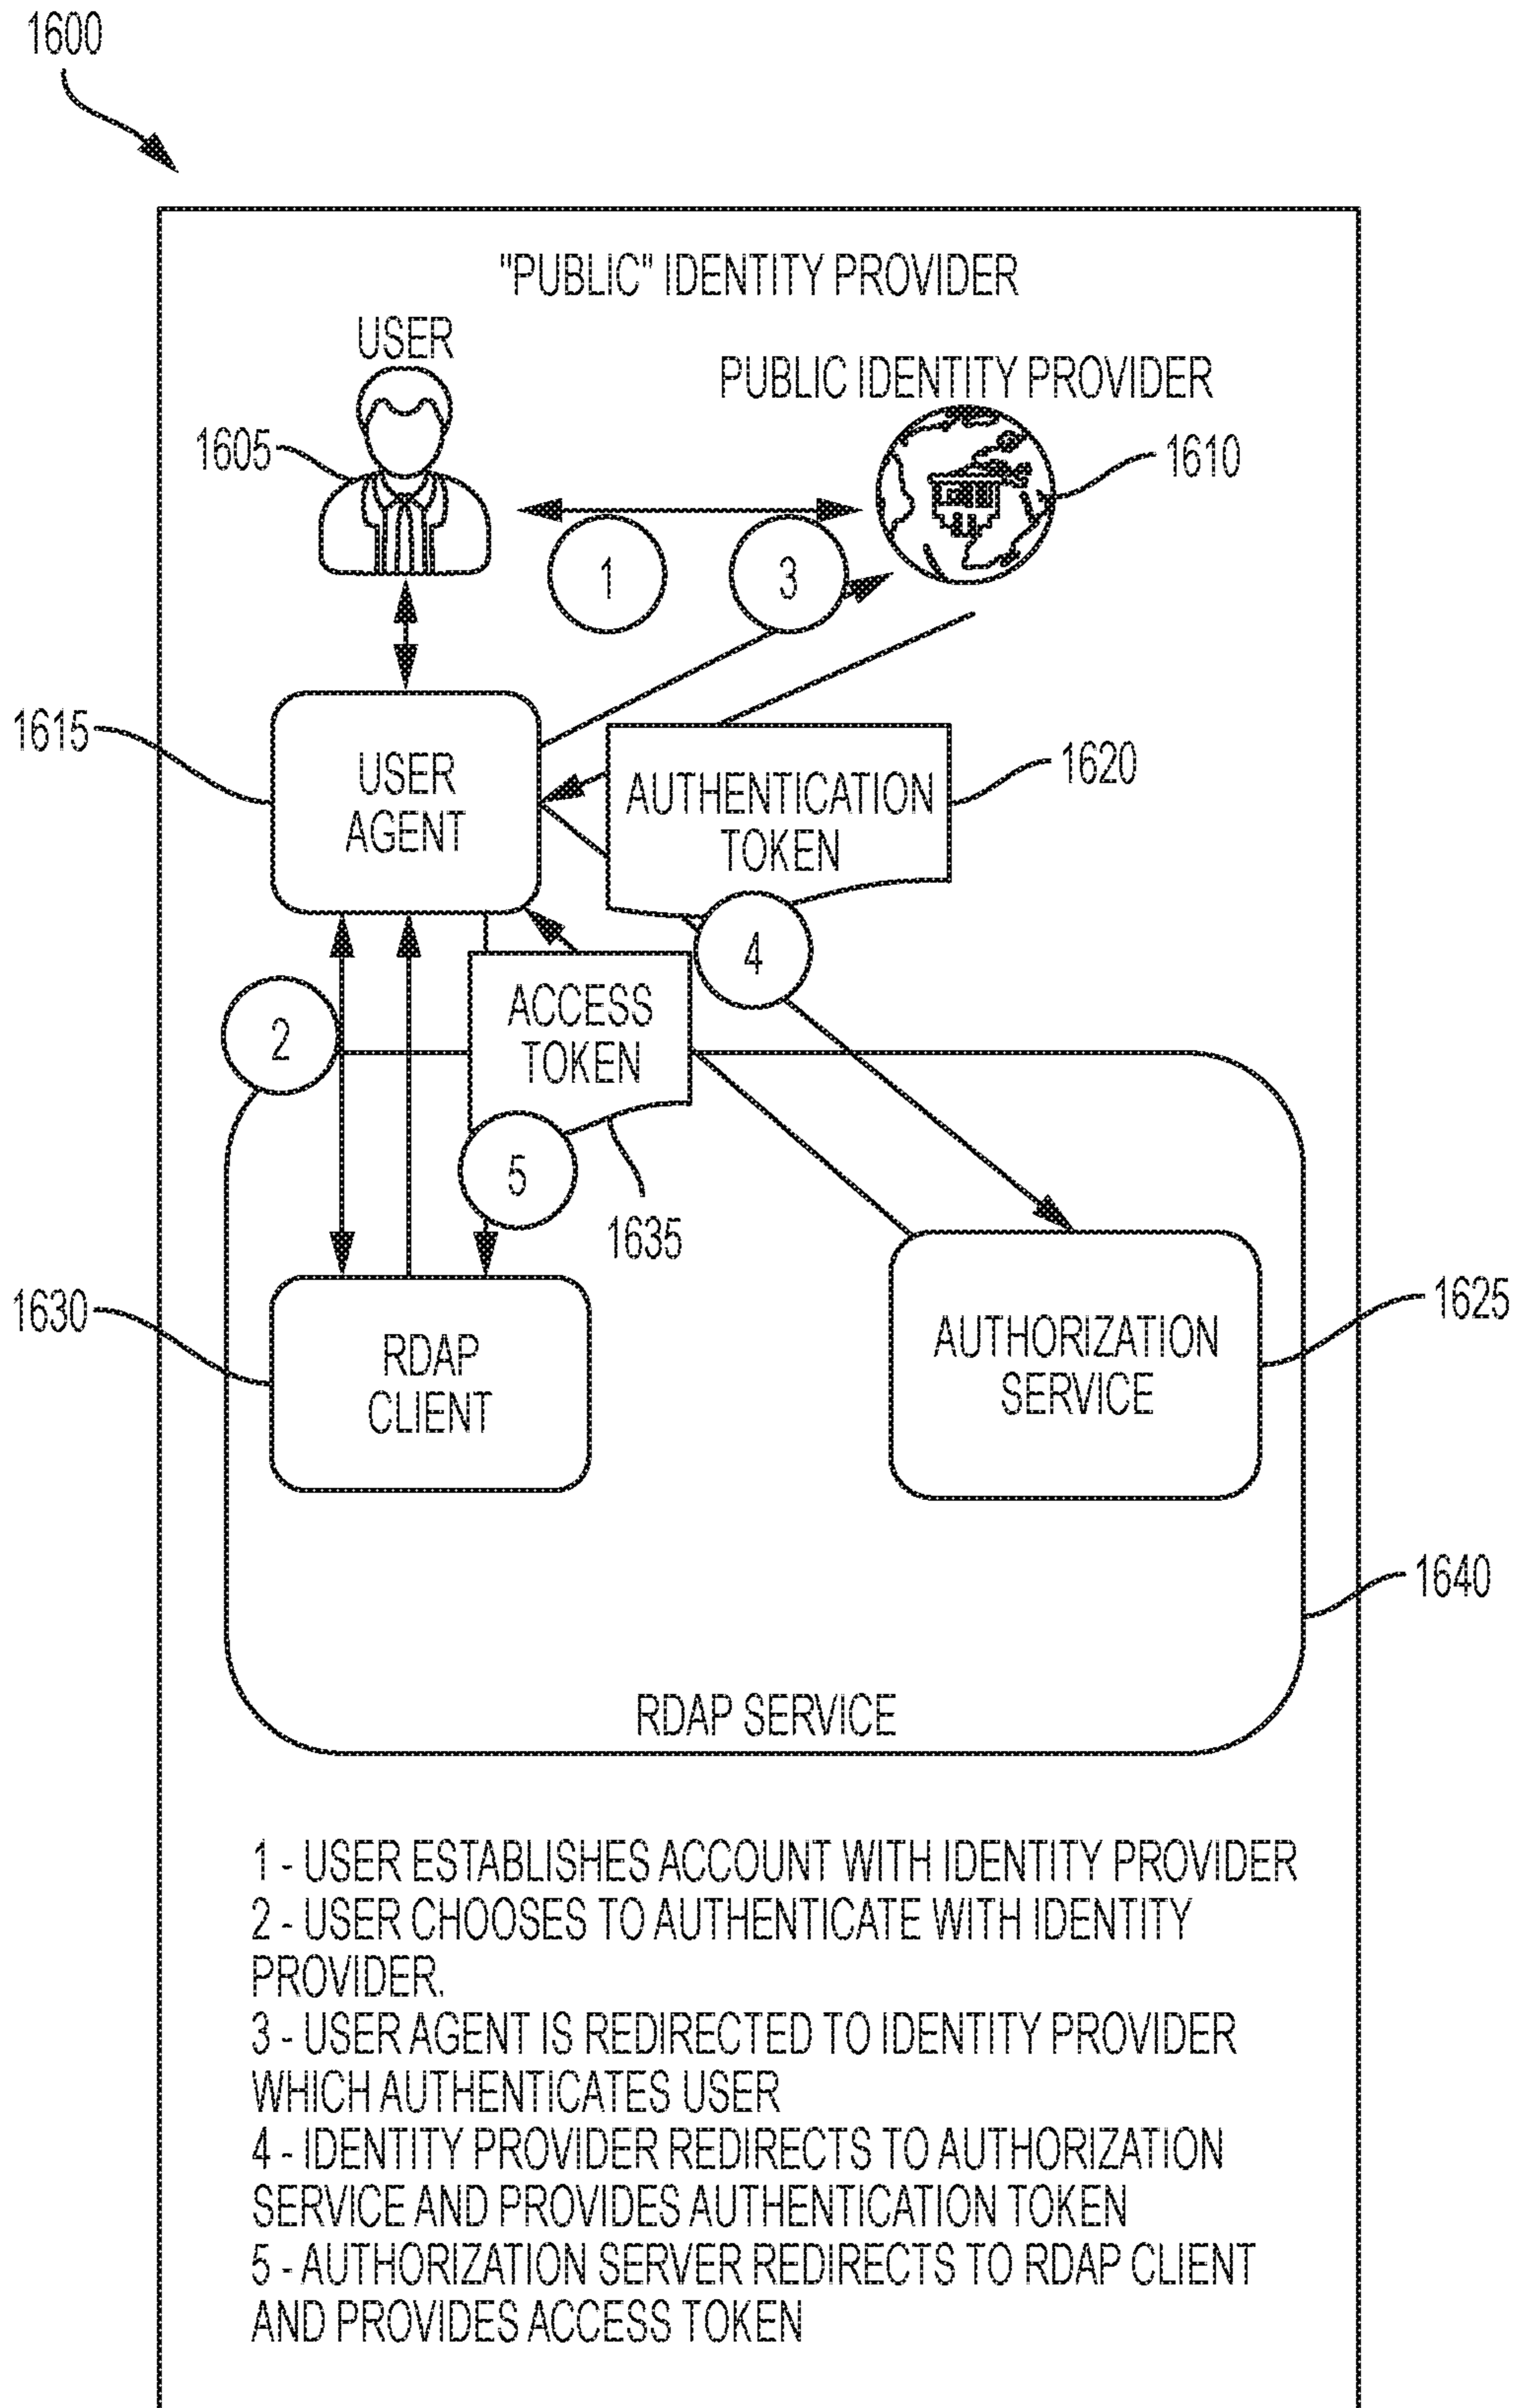 1600
"PUBLIC" IDENTITY PROVIDER
USER
PUBLIC IDENTITY PROVIDER
1605
1610
1
3
1615
USER
AGENT
1620
AUTHENTICATION
TOKEN
4
ACCESS
TOKEN
2
5
1635
1630
RDAP
CLIENT
1625
AUTHORIZATION
SERVICE
1640
RDAP SERVICE
1 - USER ESTABLISHES ACCOUNT WITH IDENTITY PROVIDER
2 - USER CHOOSES TO AUTHENTICATE WITH IDENTITY
PROVIDER.
3 - USER AGENT IS REDIRECTED TO IDENTITY PROVIDER
WHICH AUTHENTICATES USER
4 - IDENTITY PROVIDER REDIRECTS TO AUTHORIZATION
SERVICE AND PROVIDES AUTHENTICATION TOKEN
5 - AUTHORIZATION SERVER REDIRECTS TO RDAP CLIENT
AND PROVIDES ACCESS TOKEN